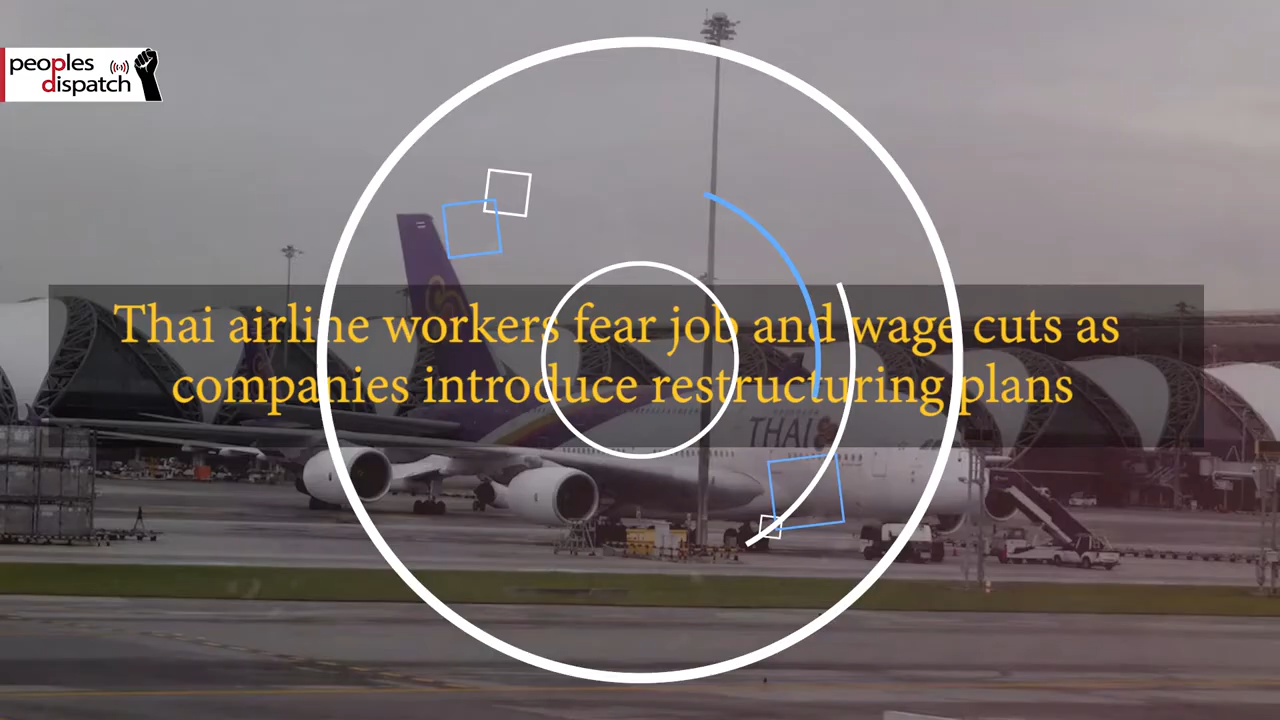 peoples
dispatch
Thai airline workers fear job and wage cuts as
companies introduce restructuring plans
THAI